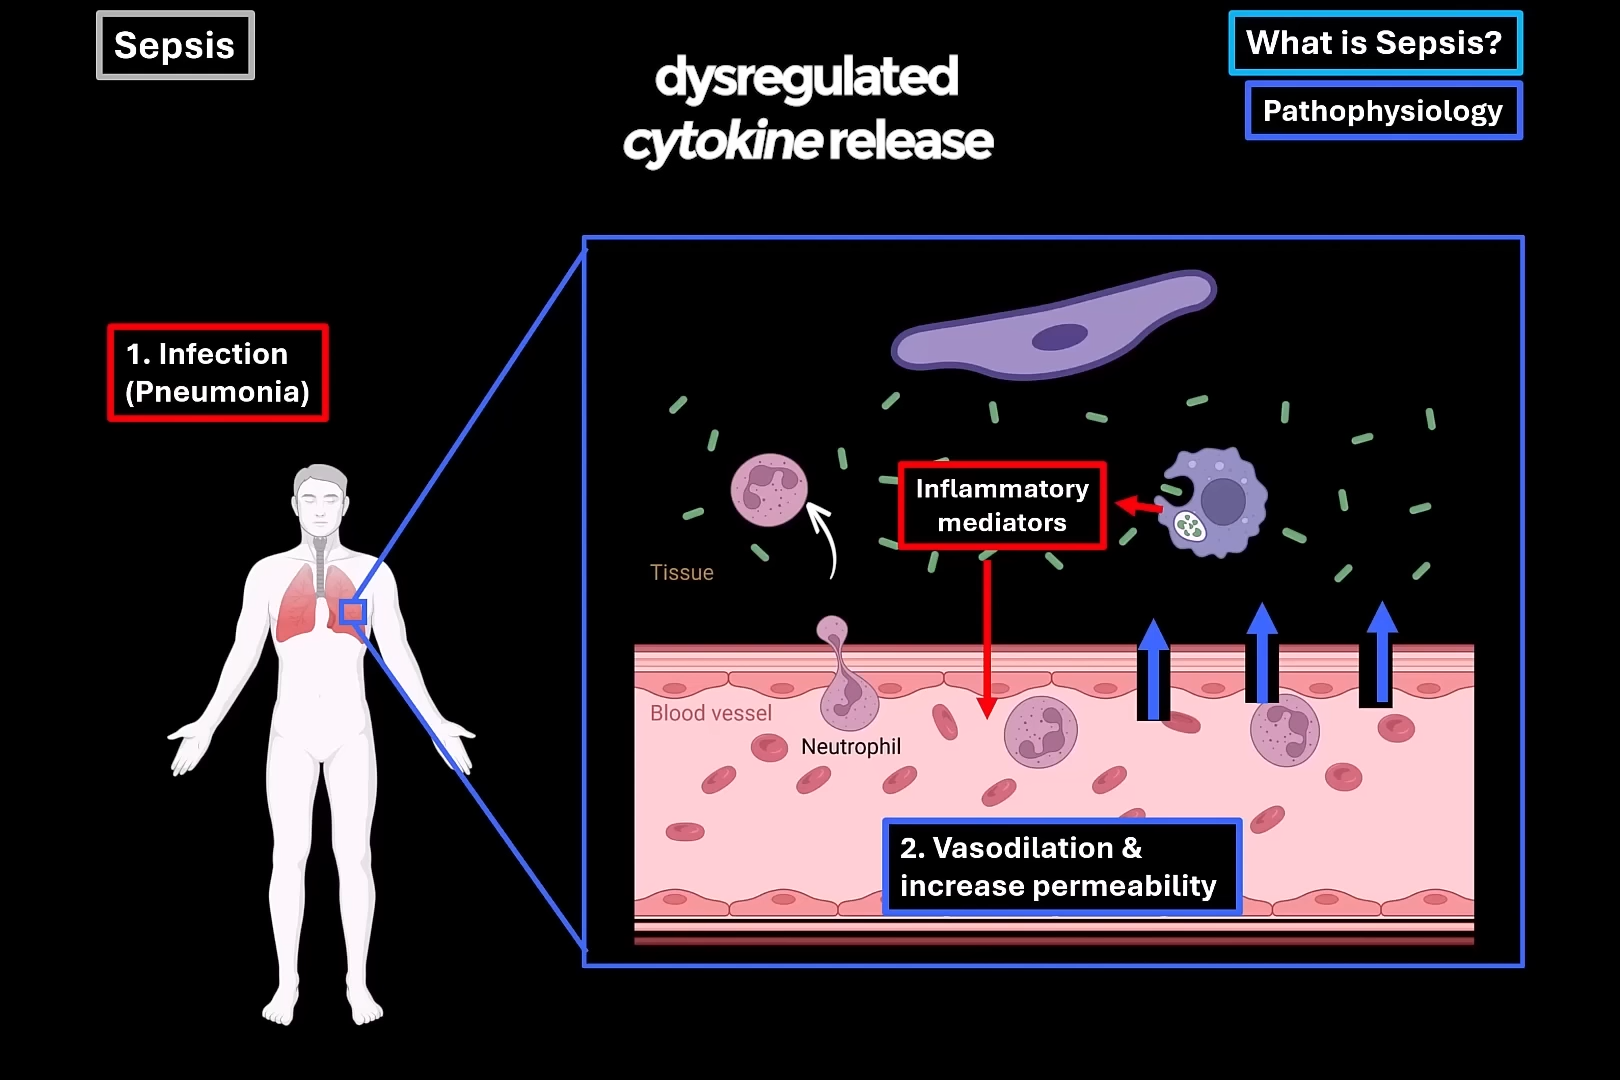 Sepsis
What is Sepsis?
Pathophysiology
dysregulated
cytokine release
1. Infection
(Pneumonia)
Inflammatory
mediators
Tissue
Blood vessel
Neutrophil
2. Vasodilation &
increase permeability